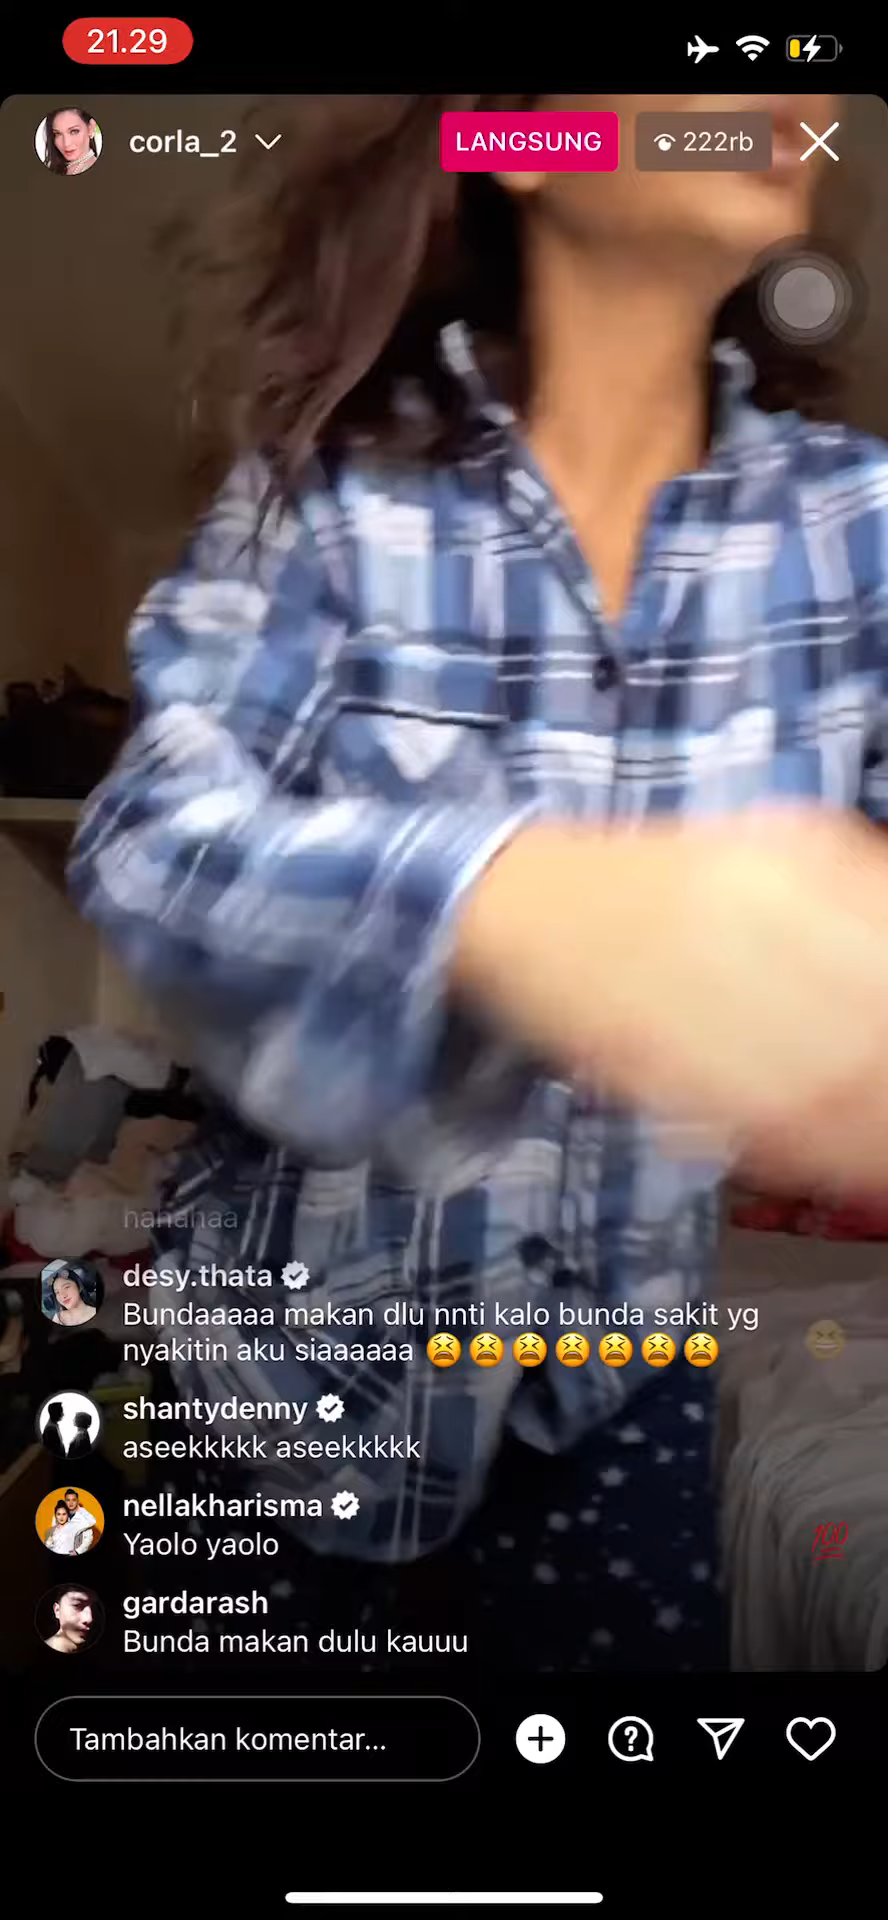 21.29
corla_2
LANGSUNG
222rb
hahahaa
desy.thata
Bundaaaaa makan dlu nnti kalo bunda sakit yg
nyakitin aku siaaaaaa 😫😫😫😫😫😫😫
shantydenny
aseekkkkk aseekkkkk
nellakharisma
Yaolo yaolo
gardarash
Bunda makan dulu kauuu
💯
Tambahkan komentar...